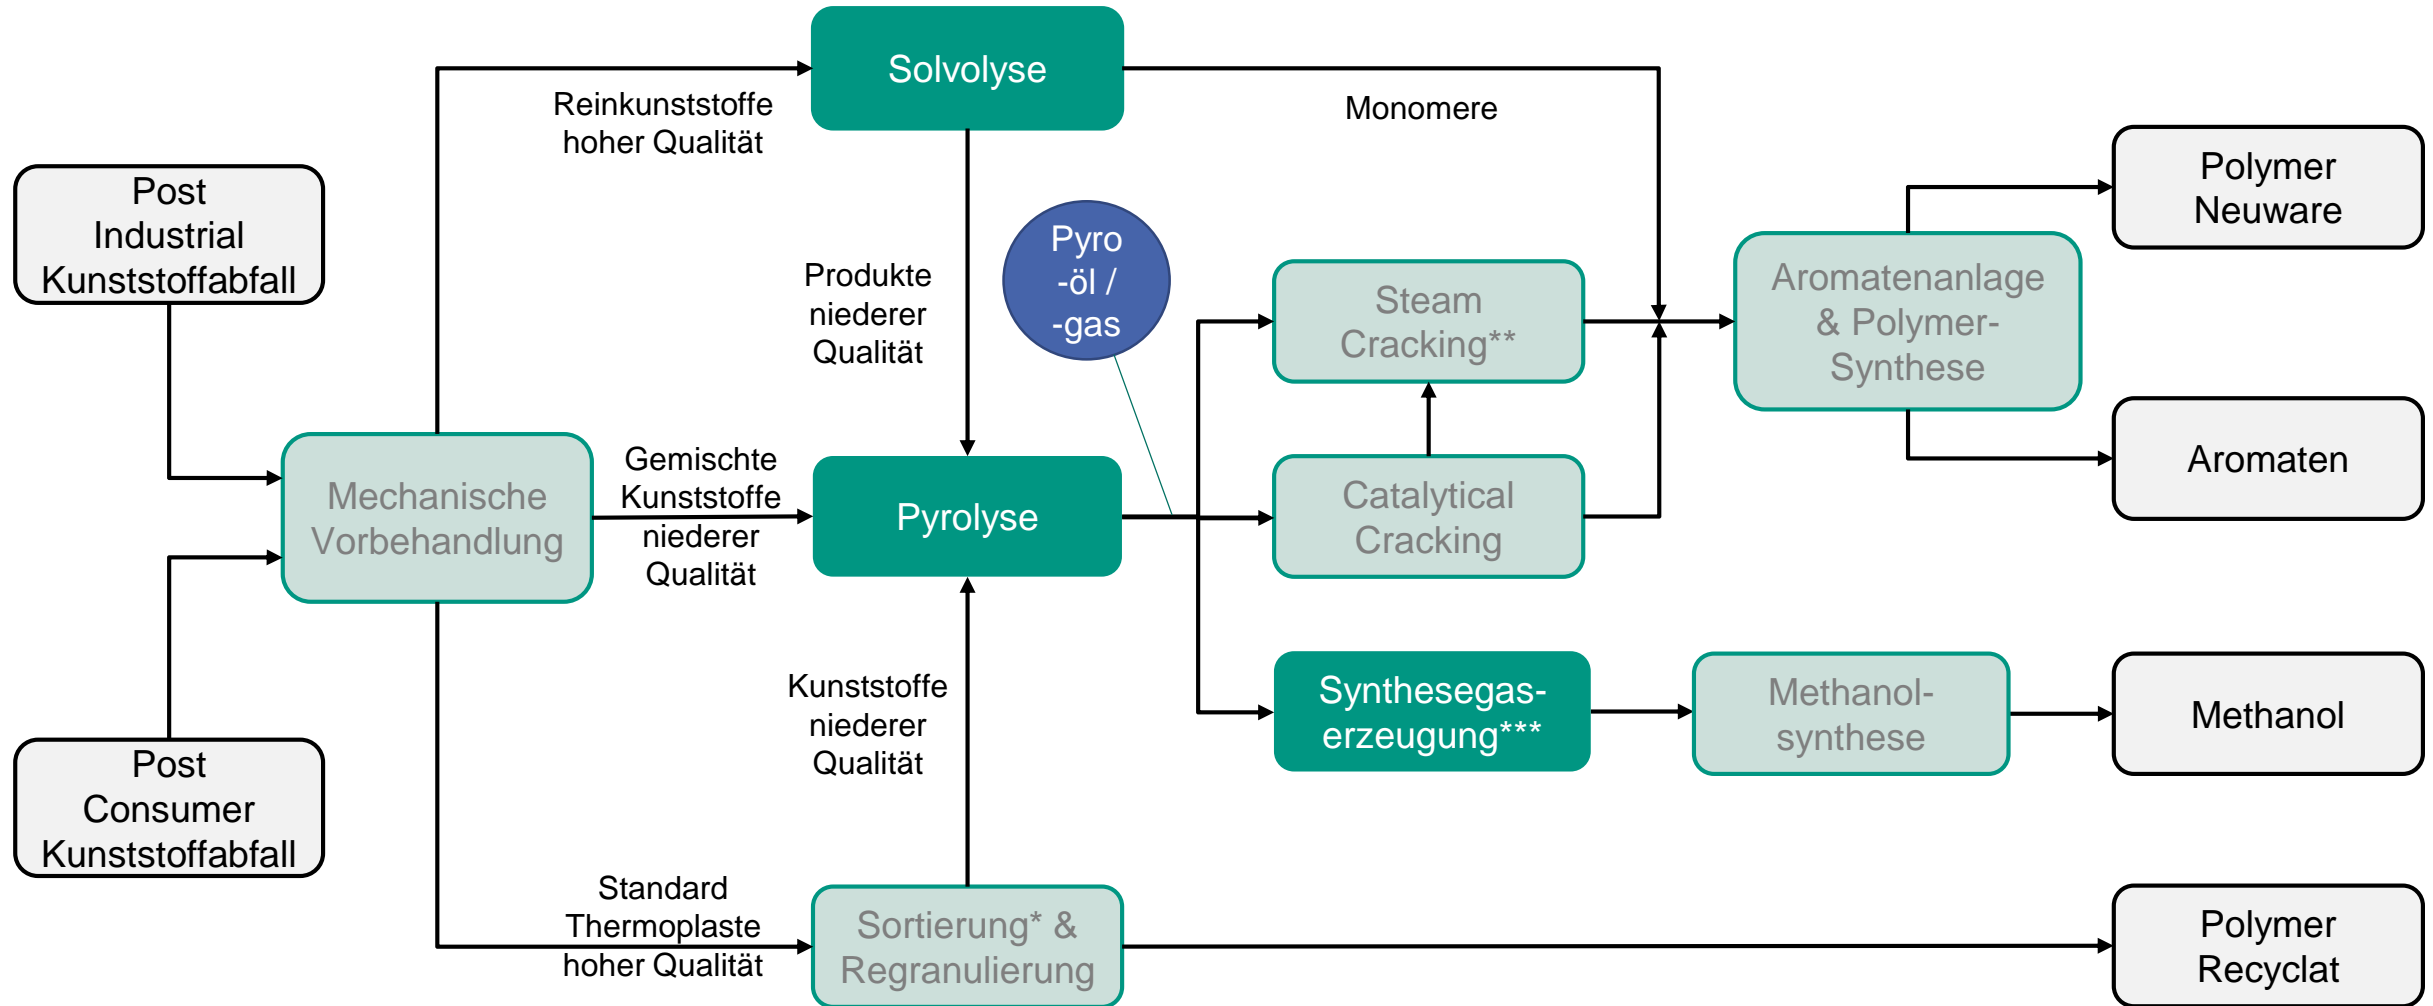 Solvolyse
Reinkunststoffe
hoher Qualität
Monomere
Post
Industrial
Kunststoffabfall
Polymer
Neuware
Produkte
niederer
Qualität
Pyro
-öl /
-gas
Steam
Cracking**
Aromatenanlage
& Polymer-
Synthese
Mechanische
Vorbehandlung
Gemischte
Kunststoffe
niederer
Qualität
Pyrolyse
Catalytical
Cracking
Aromaten
Post
Consumer
Kunststoffabfall
Kunststoffe
niederer
Qualität
Synthesegas-
erzeugung***
Methanol-
synthese
Methanol
Standard
Thermoplaste
hoher Qualität
Sortierung* &
Regranulierung
Polymer
Recyclat